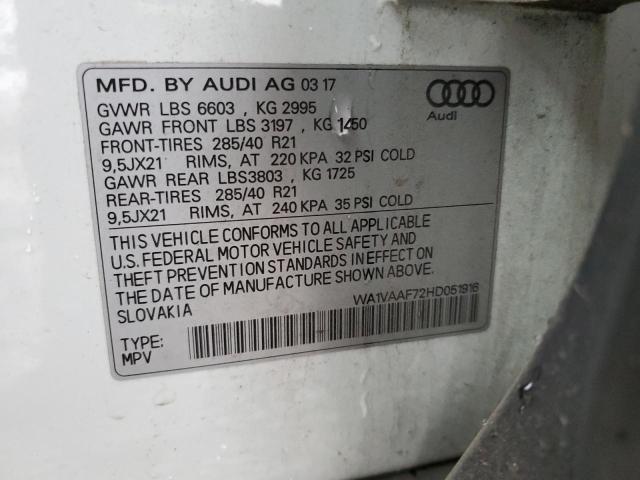 MFD. BY AUDI AG 03 17
GVWR LBS 6603 , KG 2995
GAWR FRONT LBS 3197 , KG 1450
FRONT-TIRES 285/40 R21
9,5JX21 RIMS, AT 220 KPA 32 PSI COLD
GAWR REAR LBS3803 , KG 1725
REAR-TIRES 285/40 R21
9,5JX21 RIMS, AT 240 KPA 35 PSI COLD
Audi
THIS VEHICLE CONFORMS TO ALL APPLICABLE
U.S. FEDERAL MOTOR VEHICLE SAFETY AND
THEFT PREVENTION STANDARDS IN EFFECT ON
THE DATE OF MANUFACTURE SHOWN ABOVE
SLOVAKIA
WA1VAAF72HD051916
TYPE:
MPV